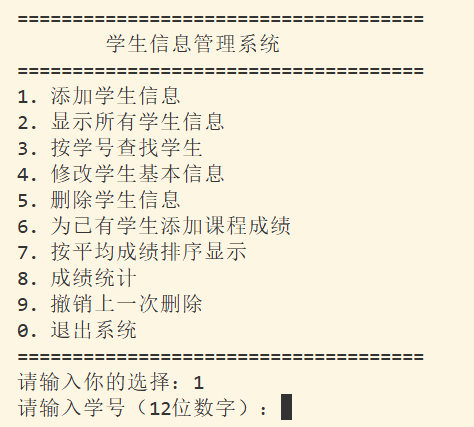 =====================================
学生信息管理系统
=====================================
1. 添加学生信息
2. 显示所有学生信息
3. 按学号查找学生
4. 修改学生基本信息
5. 删除学生信息
6. 为已有学生添加课程成绩
7. 按平均成绩排序显示
8. 成绩统计
9. 撤销上一次删除
0. 退出系统
=====================================
请输入你的选择: 1
请输入学号（12位数字）: